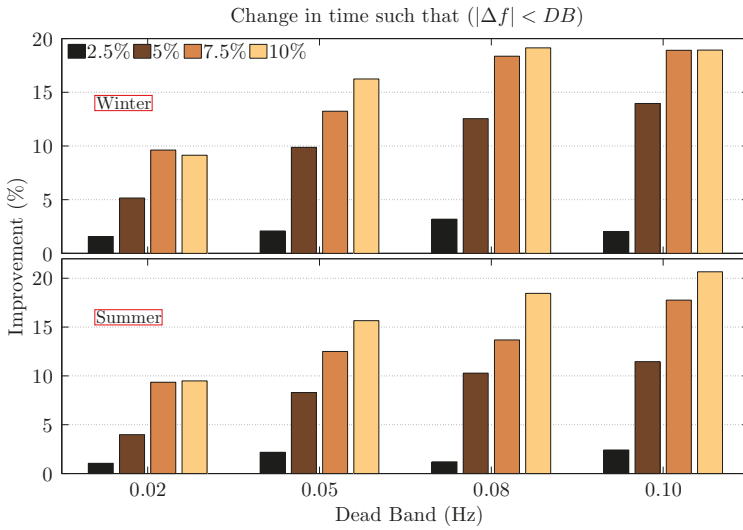 Change in time such that (|Δf| < DB)
20
15
10
5
0
2.5% 5% 7.5% 10%
Winter
Improvement (%)
20
15
10
5
0
Summer
0.02 0.05 0.08 0.10
Dead Band (Hz)